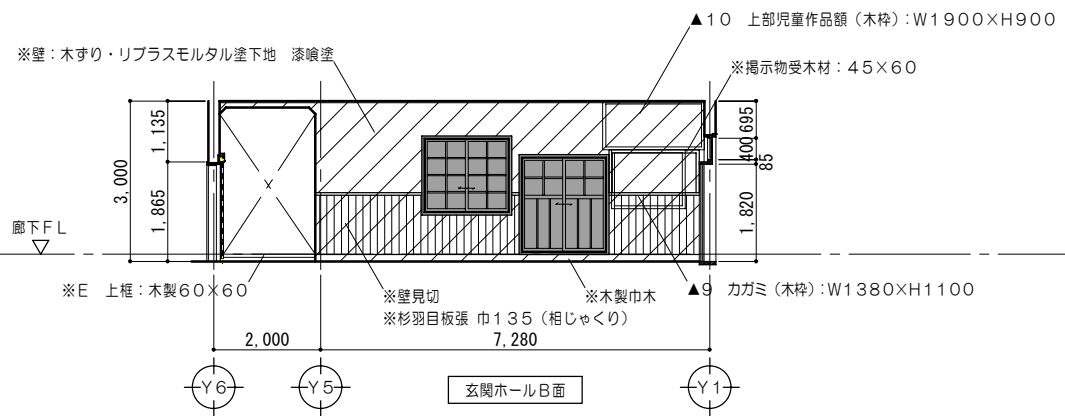 ▲10 上部児童作品額（木枠）：W1900×H900
※壁：木ずり・リブラスモルタル塗下地 漆喰塗
※掲示物受木材：45×60
3,000
1,135
1,865
695
400
85
1,820
廊下FL
※E 上框：木製60×60
※壁見切
※杉羽目板張 巾135（相じゃくり）
※木製巾木
▲9 カガミ（木枠）：W1380×H1100
2,000
7,280
Y6
Y5
Y1
玄関ホールB面